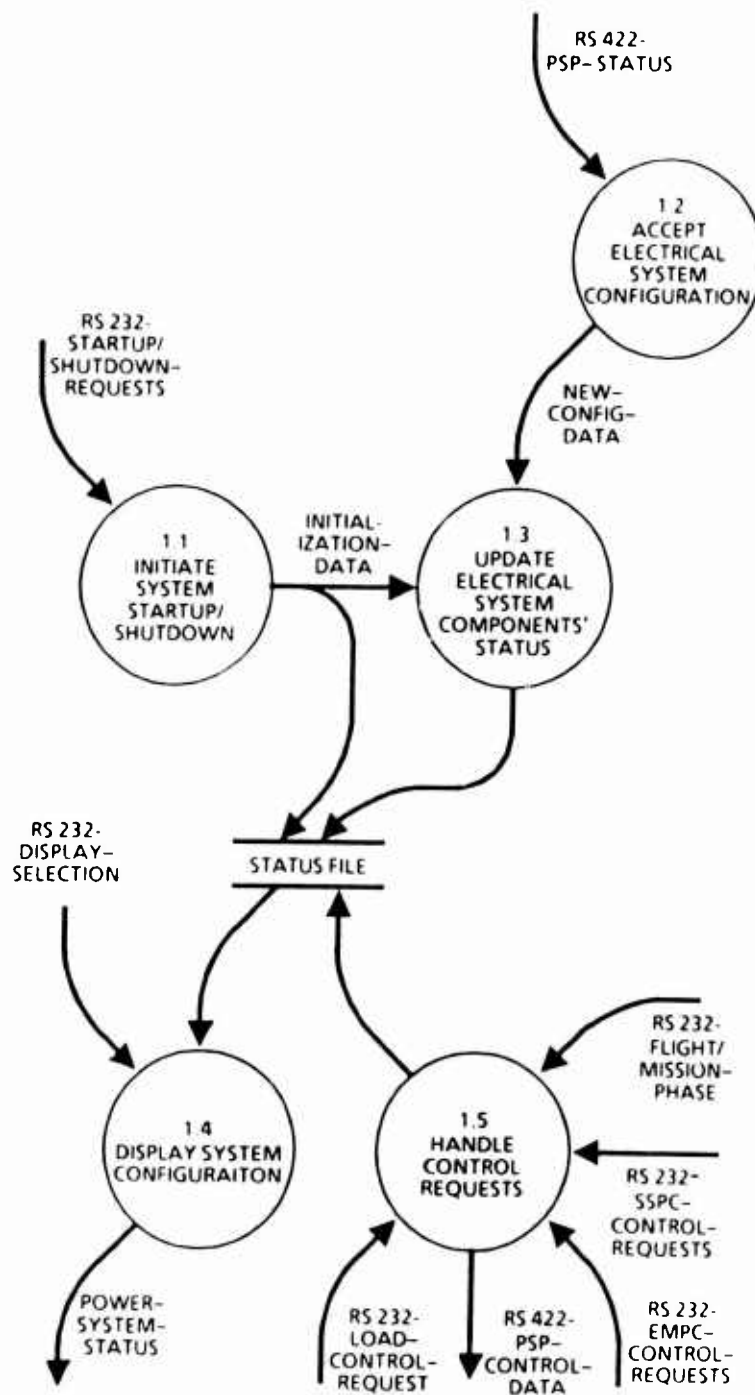 RS 422-
PSP-STATUS
1.2
ACCEPT
ELECTRICAL
SYSTEM
CONFIGURATION
RS 232-
STARTUP/
SHUTDOWN-
REQUESTS
NEW-
CONFIG-
DATA
1.1
INITIATE
SYSTEM
STARTUP/
SHUTDOWN
INITIAL-
IZATION-
DATA
1.3
UPDATE
ELECTRICAL
SYSTEM
COMPONENTS'
STATUS
RS 232-
DISPLAY-
SELECTION
STATUS FILE
RS 232-
FLIGHT/
MISSION-
PHASE
1.4
DISPLAY SYSTEM
CONFIGURAITON
1.5
HANDLE
CONTROL
REQUESTS
RS 232-
SSPC-
CONTROL-
REQUESTS
POWER-
SYSTEM-
STATUS
RS 232-
LOAD-
CONTROL-
REQUEST
RS 422-
PSP-
CONTROL-
DATA
RS 232-
EMPC-
CONTROL-
REQUESTS